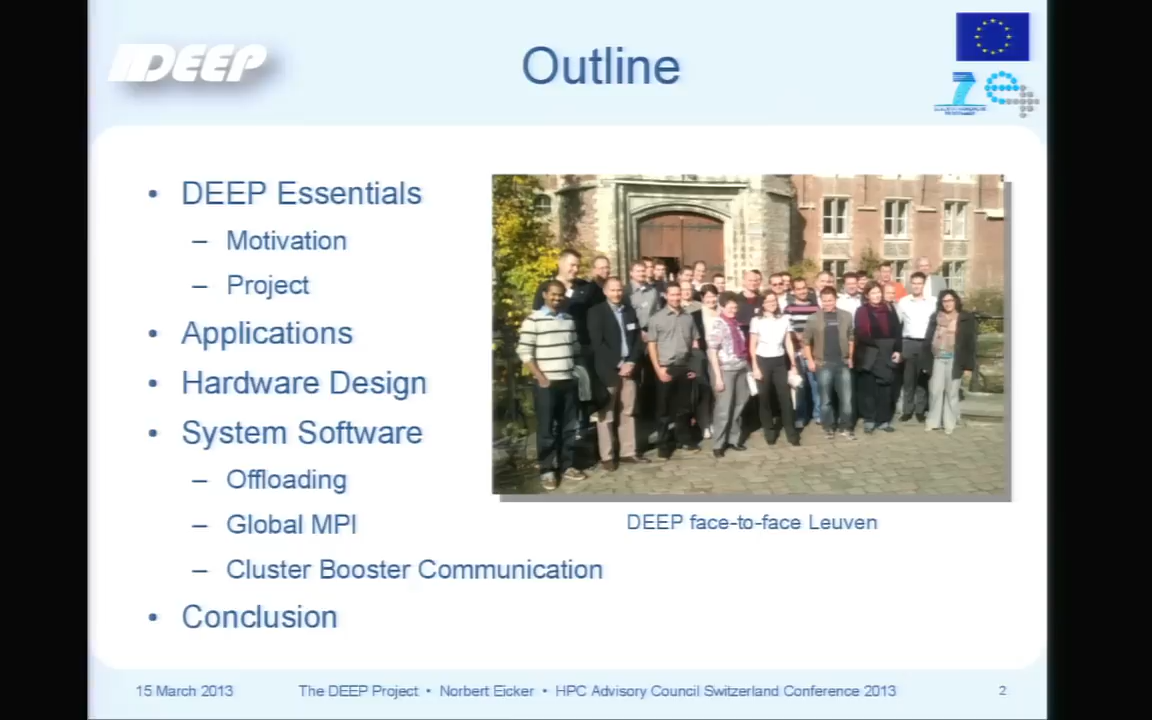 DEEP
Outline
• DEEP Essentials
– Motivation
– Project
• Applications
• Hardware Design
• System Software
– Offloading
– Global MPI
– Cluster Booster Communication
• Conclusion
DEEP face-to-face Leuven
15 March 2013
The DEEP Project • Norbert Eicker • HPC Advisory Council Switzerland Conference 2013
2